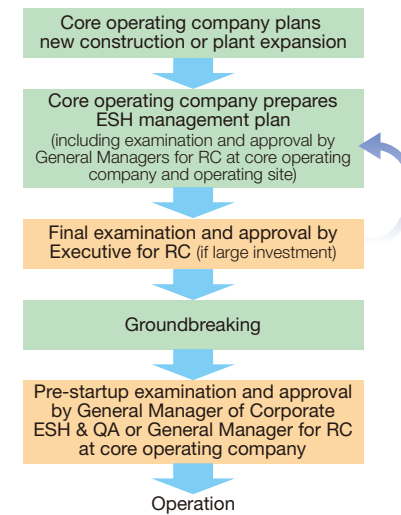 Core operating company plans
new construction or plant expansion
Core operating company prepares
ESH management plan
(including examination and approval by
General Managers for RC at core operating
company and operating site)
Final examination and approval by
Executive for RC (if large investment)
Groundbreaking
Pre-startup examination and approval
by General Manager of Corporate
ESH & QA or General Manager for RC
at core operating company
Operation